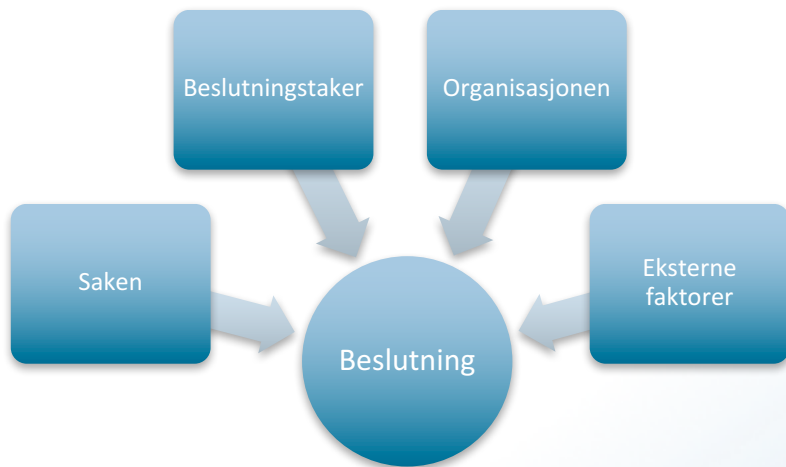 Beslutningstaker
Organisasjonen
Saken
Eksterne
faktorer
Beslutning